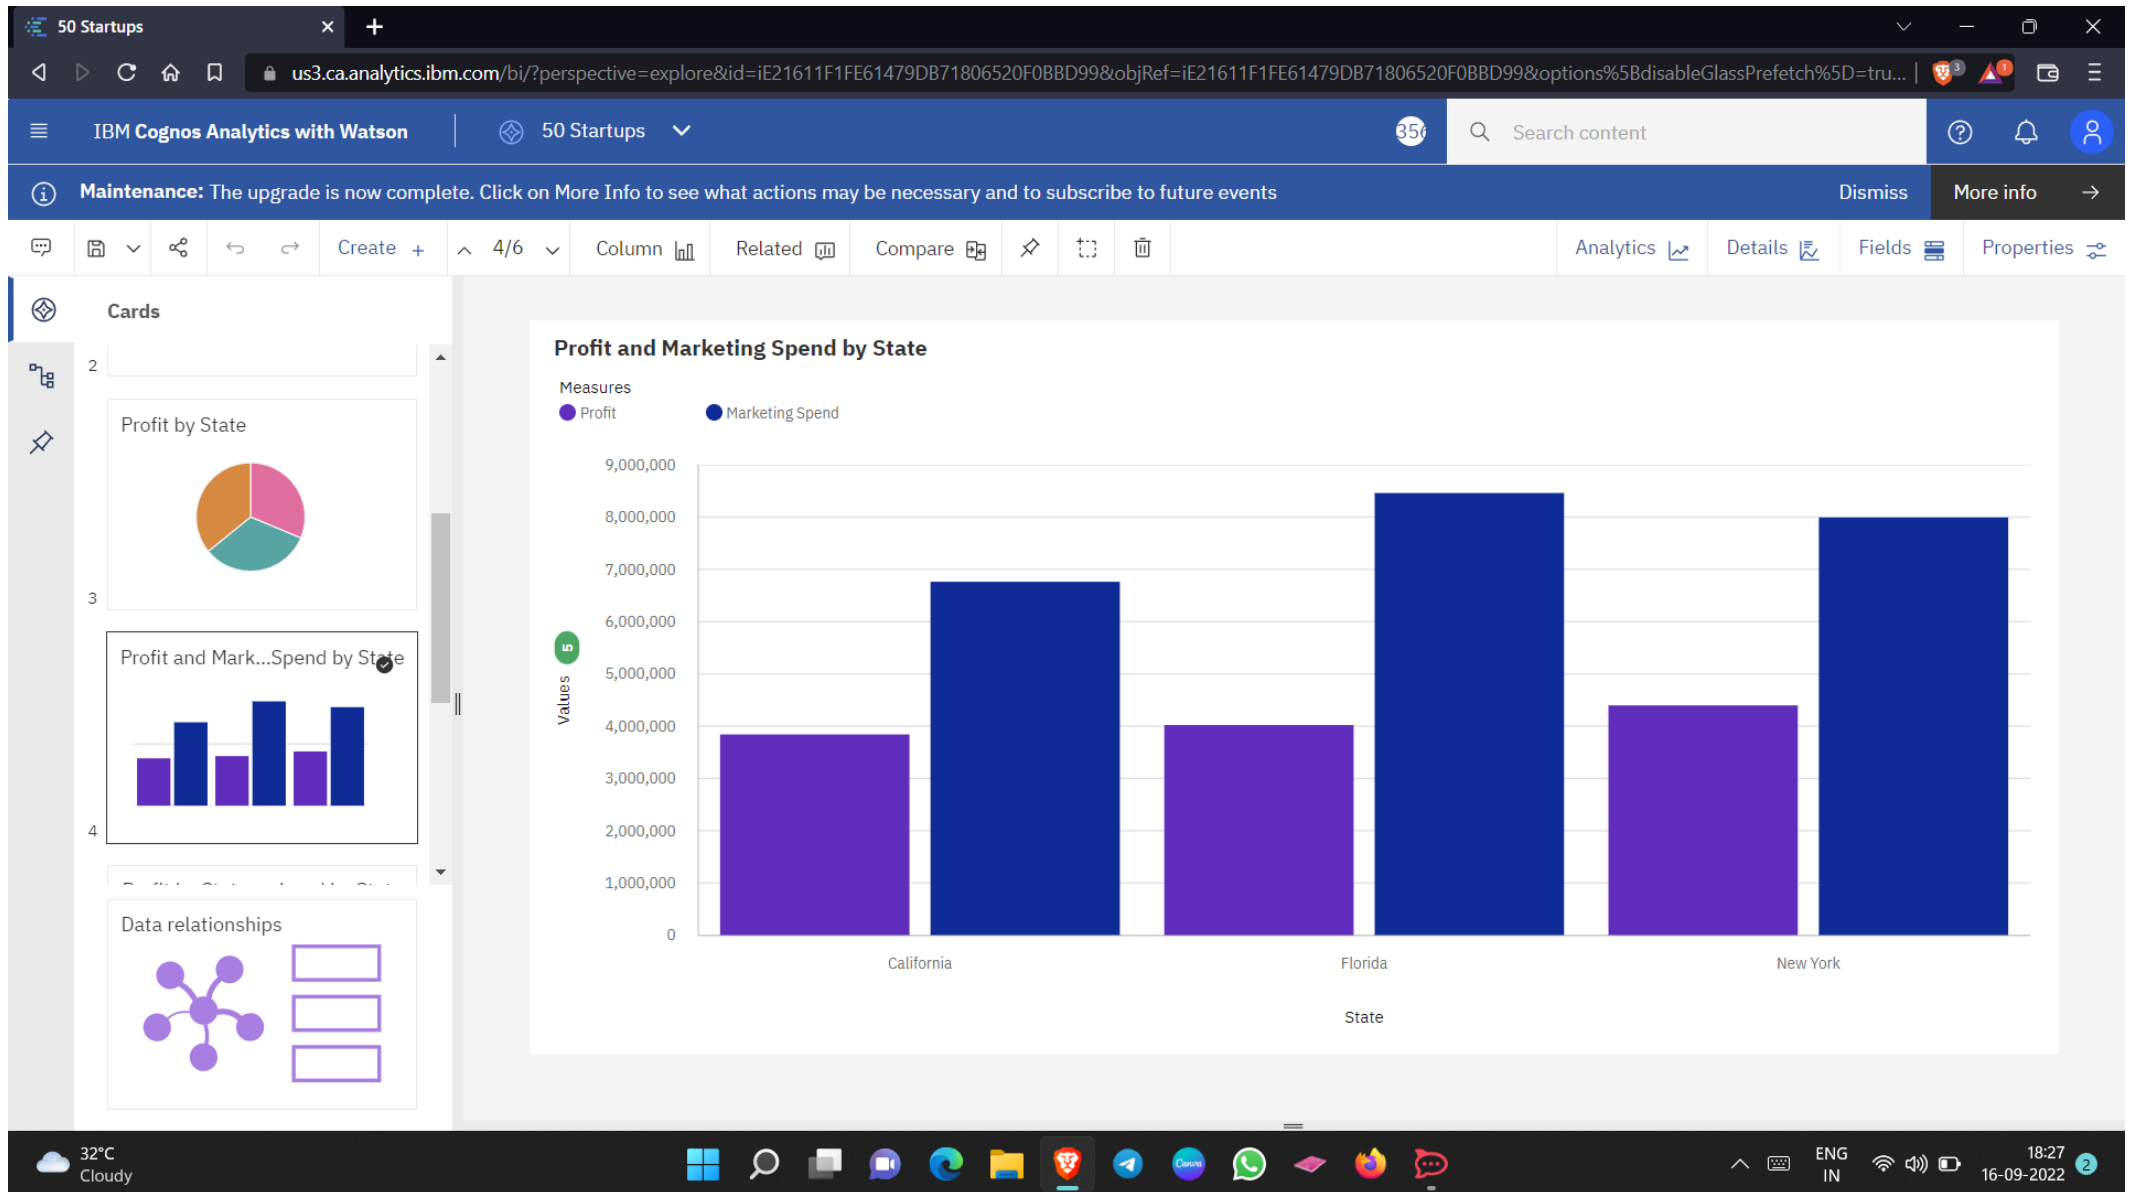 50 Startups
us3.ca.analytics.ibm.com/bi/?perspective=explore&id=iE21611F1FE61479DB71806520F0BBD99&objRef=iE21611F1FE61479DB71806520F0BBD99&options%5BdisableGlassPrefetch%5D=tru...
3
1
IBM Cognos Analytics with Watson
50 Startups
356
Search content
Maintenance: The upgrade is now complete. Click on More Info to see what actions may be necessary and to subscribe to future events
Dismiss
More info
Create
4/6
Column
Related
Compare
Analytics
Details
Fields
Properties
Cards
2
Profit by State
3
Profit and Mark...Spend by State
4
Data relationships
Profit and Marketing Spend by State
Measures
Profit
Marketing Spend
9,000,000
8,000,000
7,000,000
6,000,000
5,000,000
4,000,000
3,000,000
2,000,000
1,000,000
0
5
Values
California
Florida
New York
State
32°C
Cloudy
Canva
ENG
IN
18:27
16-09-2022
2